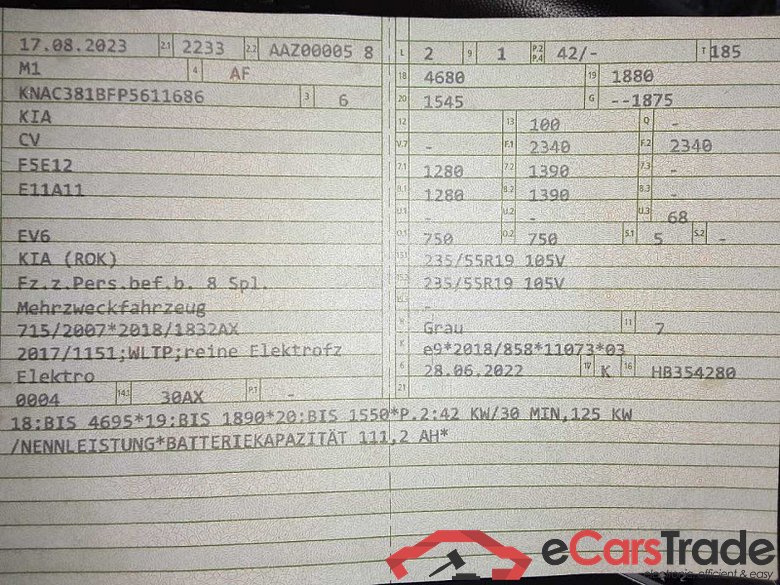 17.08.2023 2.1 2233 2.2 AAZ00005 8
M1 4 AF
KNAC381BFP5611686 3 6
KIA
CV
F5E12
E11A11
EV6
KIA (ROK)
Fz.z.Pers.bef.b. 8 Spl.
Mehrzweckfahrzeug
715/2007*2018/1832AX
2017/1151;WLTP;reine Elektrofz
Elektro
0004 14.1 30AX P.1 -
L 2 9 1 P.2 P.4 42/- T 185
18 4680 19 1880
20 1545 G --1875
12 13 100 Q -
V.7 - F.1 2340 F.2 2340
7.1 1280 7.2 1390 7.3 -
8.1 1280 8.2 1390 8.3 -
U.1 - U.2 - U.3 68
O.1 750 O.2 750 S.1 5 S.2 -
15.1 235/55R19 105V
15.2 235/55R19 105V
15.3 -
Grau 11 7
K e9*2018/858*11073*03
6 28.06.2022 17 K 16 HB354280
21
18:BIS 4695*19:BIS 1890*20:BIS 1550*P.2:42 KW/30 MIN,125 KW
/NENNLEISTUNG*BATTERIEKAPAZITÄT 111,2 AH*
eCarsTrade
electronic, efficient & easy